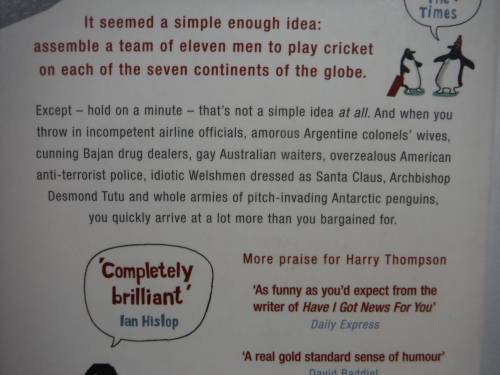 Times
It seemed a simple enough idea:
assemble a team of eleven men to play cricket
on each of the seven continents of the globe.
Except – hold on a minute – that's not a simple idea at all. And when you
throw in incompetent airline officials, amorous Argentine colonels' wives,
cunning Bajan drug dealers, gay Australian waiters, overzealous American
anti-terrorist police, idiotic Welshmen dressed as Santa Claus, Archbishop
Desmond Tutu and whole armies of pitch-invading Antarctic penguins,
you quickly arrive at a lot more than you bargained for.
'Completely
brilliant'
Ian Hislop
More praise for Harry Thompson
'As funny as you'd expect from the
writer of Have I Got News For You'
Daily Express
'A real gold standard sense of humour'
David Baddiel